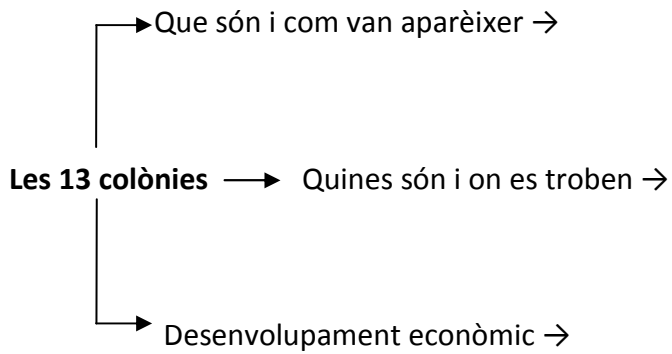 Que són i com van aparèixer →
Les 13 colònies → Quines són i on es troben →
Desenvolupament econòmic →